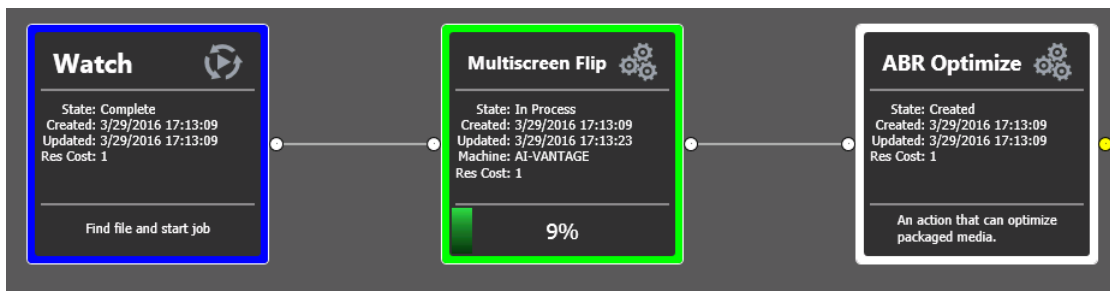 Watch
State: Complete
Created: 3/29/2016 17:13:09
Updated: 3/29/2016 17:13:09
Res Cost: 1
Find file and start job
Multiscreen Flip
State: In Process
Created: 3/29/2016 17:13:09
Updated: 3/29/2016 17:13:23
Machine: AI-VANTAGE
Res Cost: 1
9%
ABR Optimize
State: Created
Created: 3/29/2016 17:13:09
Updated: 3/29/2016 17:13:09
Res Cost: 1
An action that can optimize
packaged media.